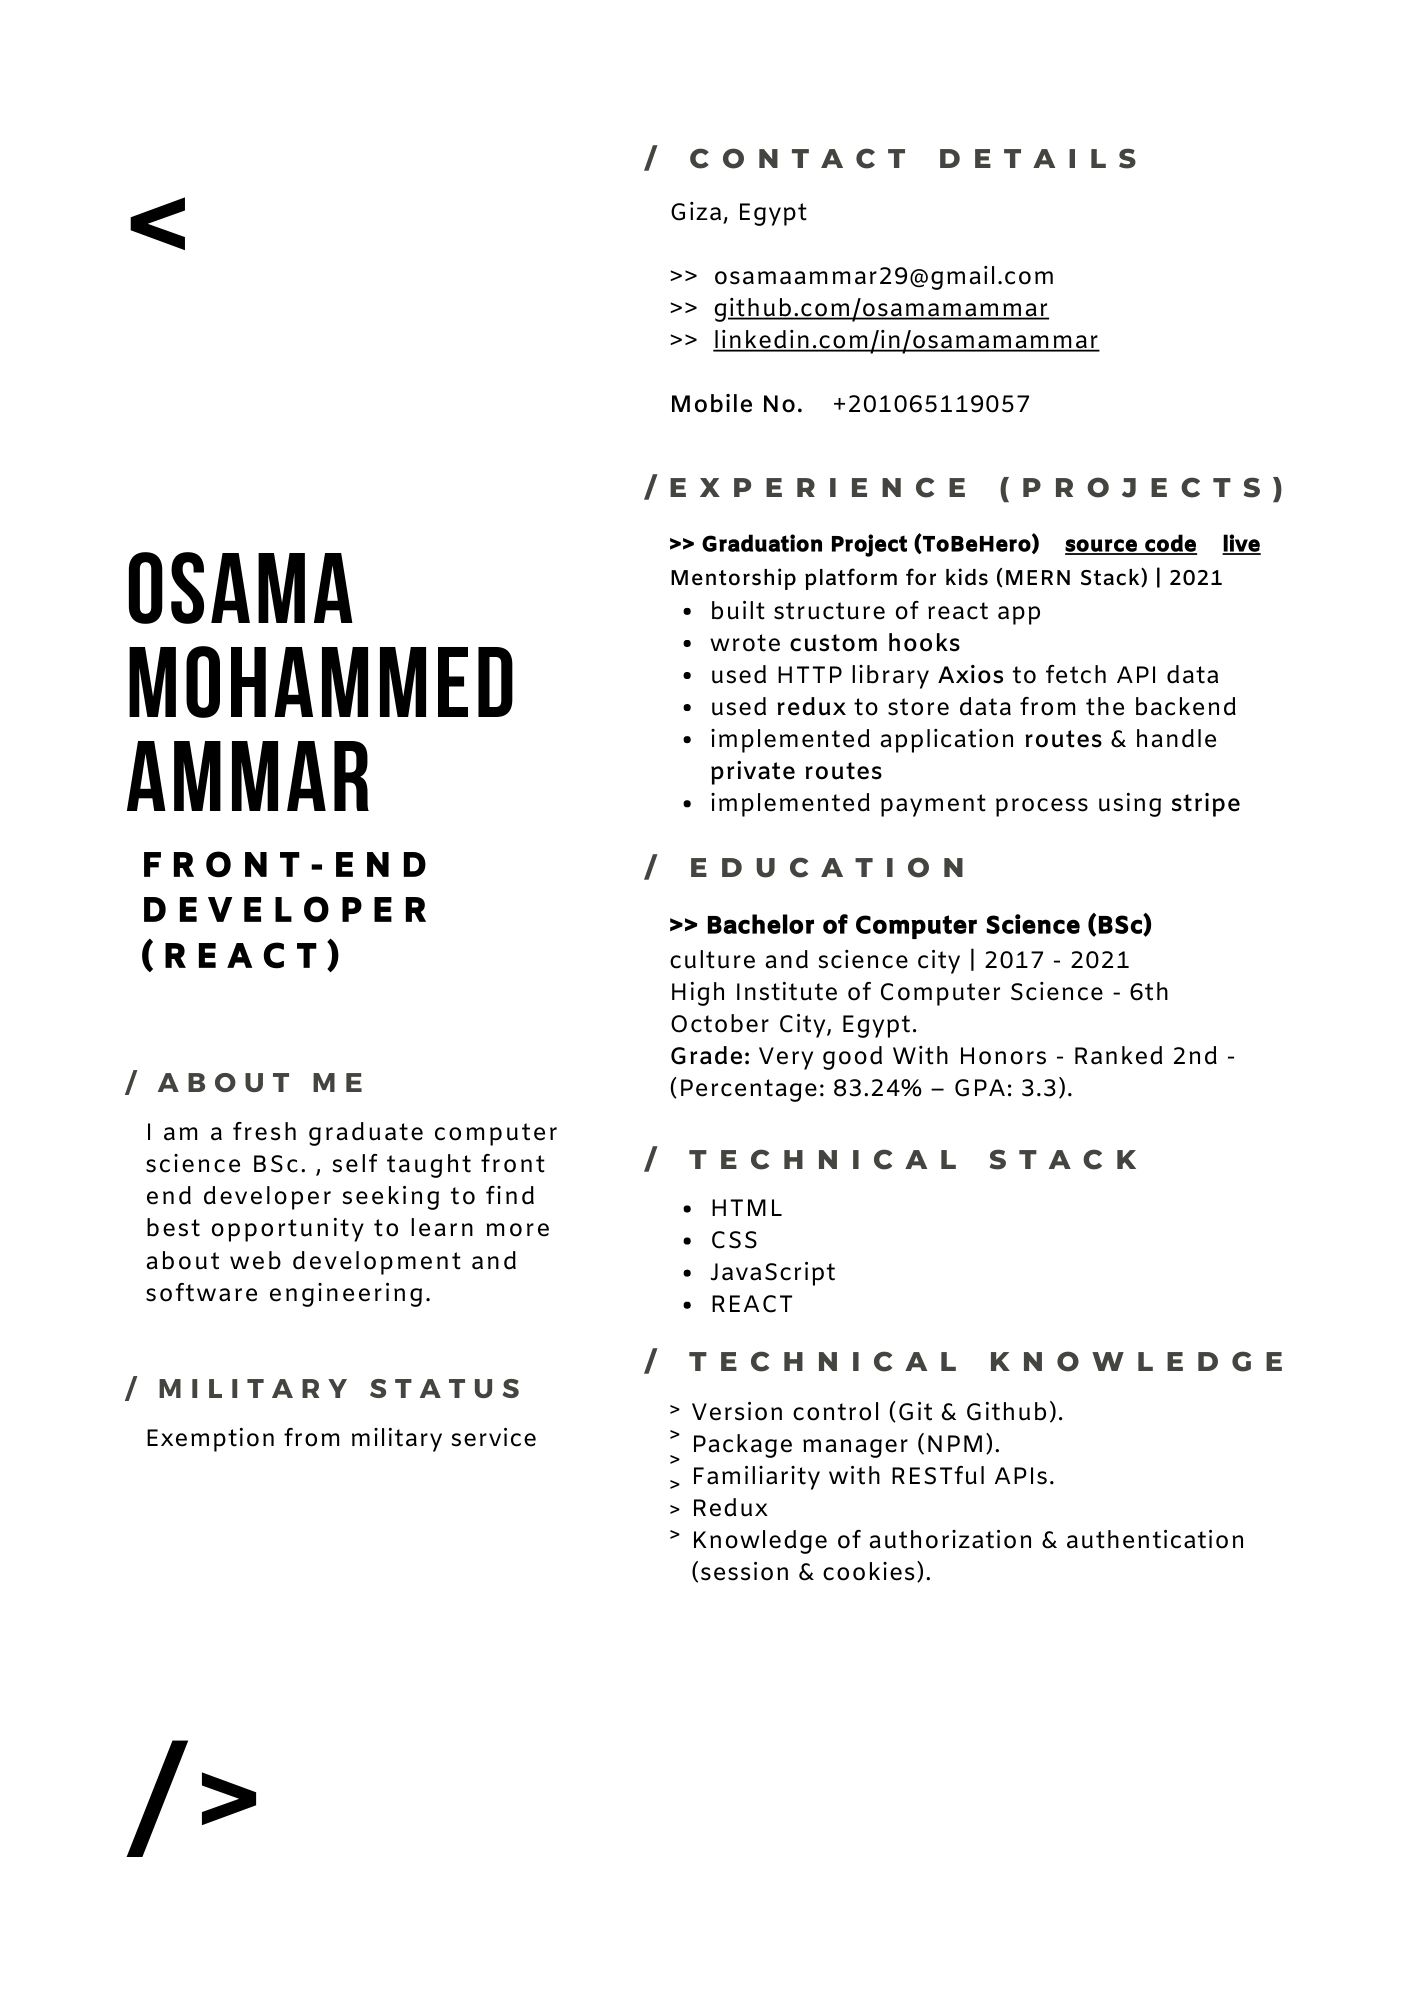 <
OSAMA
MOHAMMED
AMMAR
FRONT-END
DEVELOPER
(REACT)
/ ABOUT ME
I am a fresh graduate computer
science BSc. , self taught front
end developer seeking to find
best opportunity to learn more
about web development and
software engineering.
/ MILITARY STATUS
Exemption from military service
/>
/ CONTACT DETAILS
Giza, Egypt
>> osamaammar29@gmail.com
>> github.com/osamamammar
>> linkedin.com/in/osamamammar
Mobile No. +201065119057
/EXPERIENCE (PROJECTS)
>> Graduation Project (ToBeHero) source code live
Mentorship platform for kids (MERN Stack) | 2021
• built structure of react app
• wrote custom hooks
• used HTTP library Axios to fetch API data
• used redux to store data from the backend
• implemented application routes & handle
private routes
• implemented payment process using stripe
/ EDUCATION
>> Bachelor of Computer Science (BSc)
culture and science city | 2017 - 2021
High Institute of Computer Science - 6th
October City, Egypt.
Grade: Very good With Honors - Ranked 2nd -
(Percentage: 83.24% – GPA: 3.3).
/ TECHNICAL STACK
• HTML
• CSS
• JavaScript
• REACT
/ TECHNICAL KNOWLEDGE
> Version control (Git & Github).
> Package manager (NPM).
> Familiarity with RESTful APIs.
> Redux
> Knowledge of authorization & authentication
> (session & cookies).